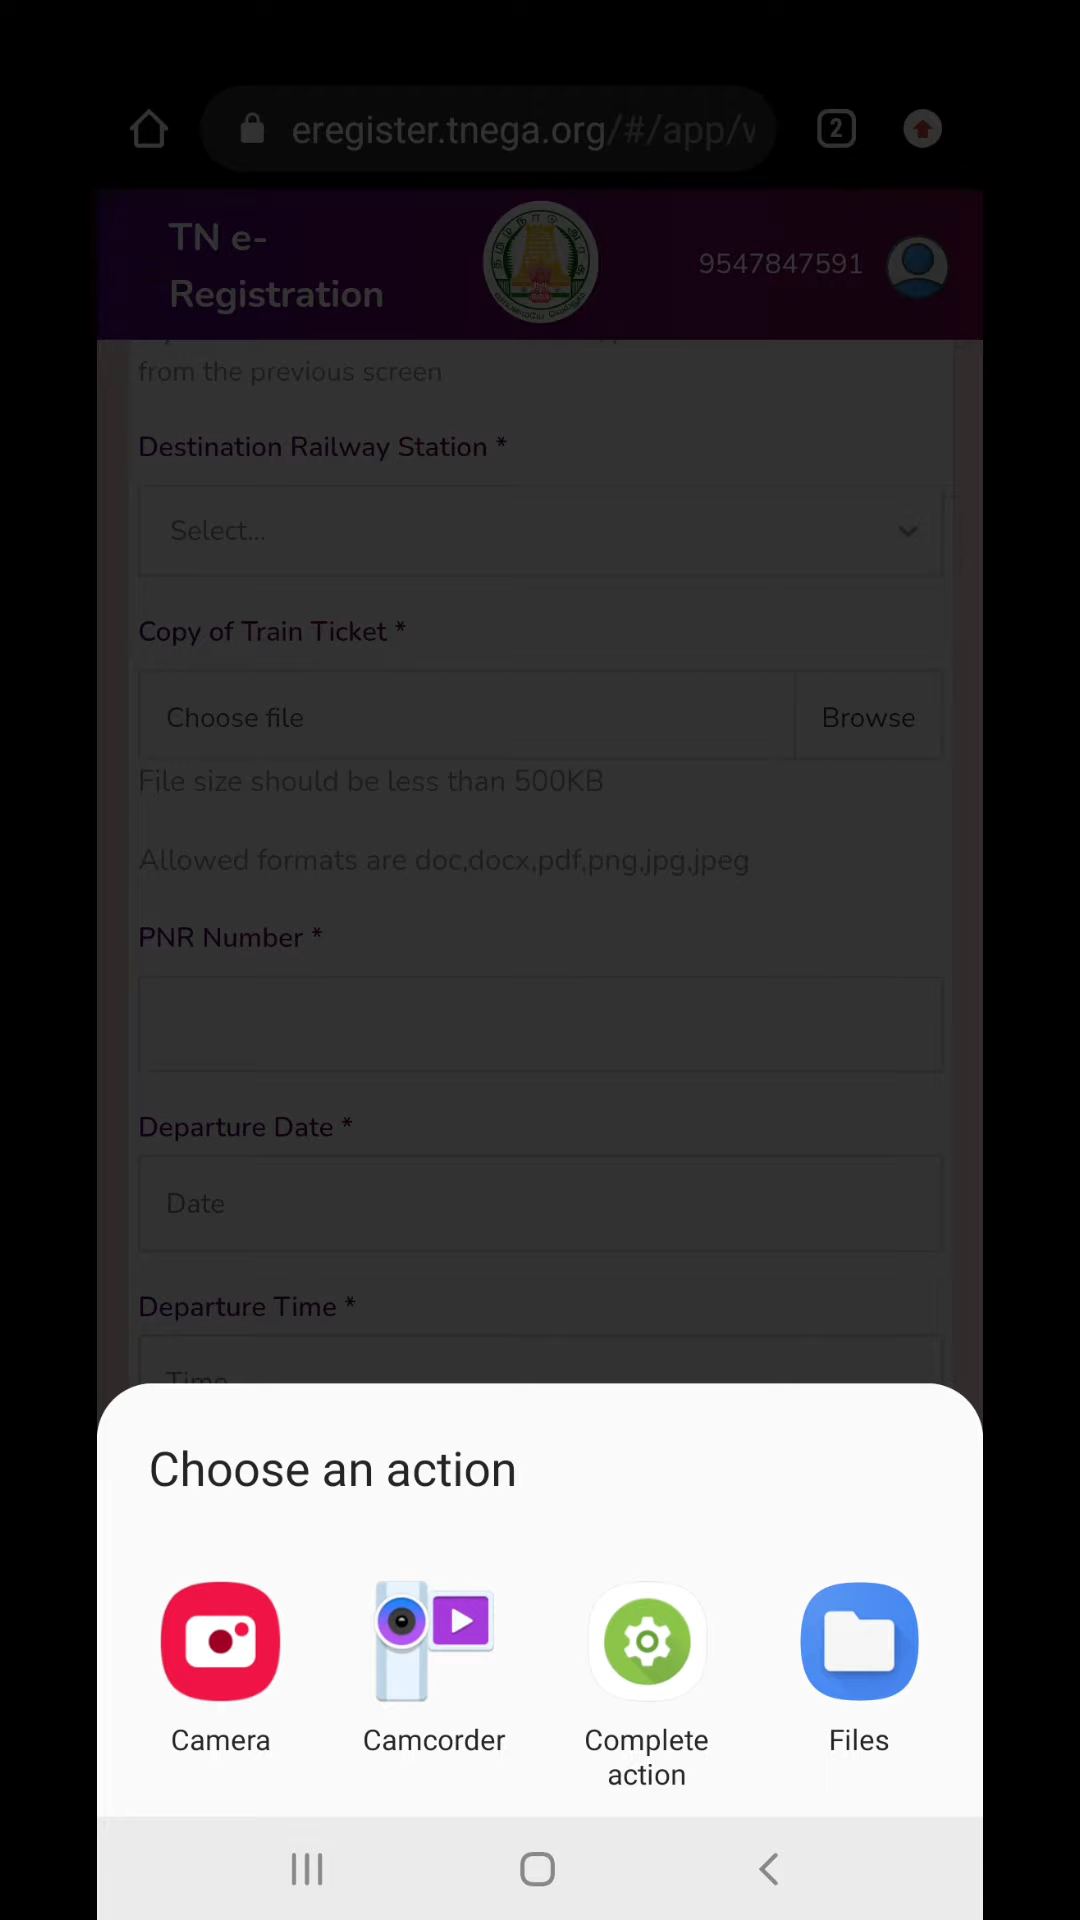 eregister.tnega.org/#/app/v
2
TN e-
Registration
9547847591
from the previous screen
Destination Railway Station *
Select...
Copy of Train Ticket *
Choose file
Browse
File size should be less than 500KB
Allowed formats are doc,docx,pdf,png,jpg,jpeg
PNR Number *
Departure Date *
Date
Departure Time *
Time
Choose an action
Camera
Camcorder
Complete
action
Files